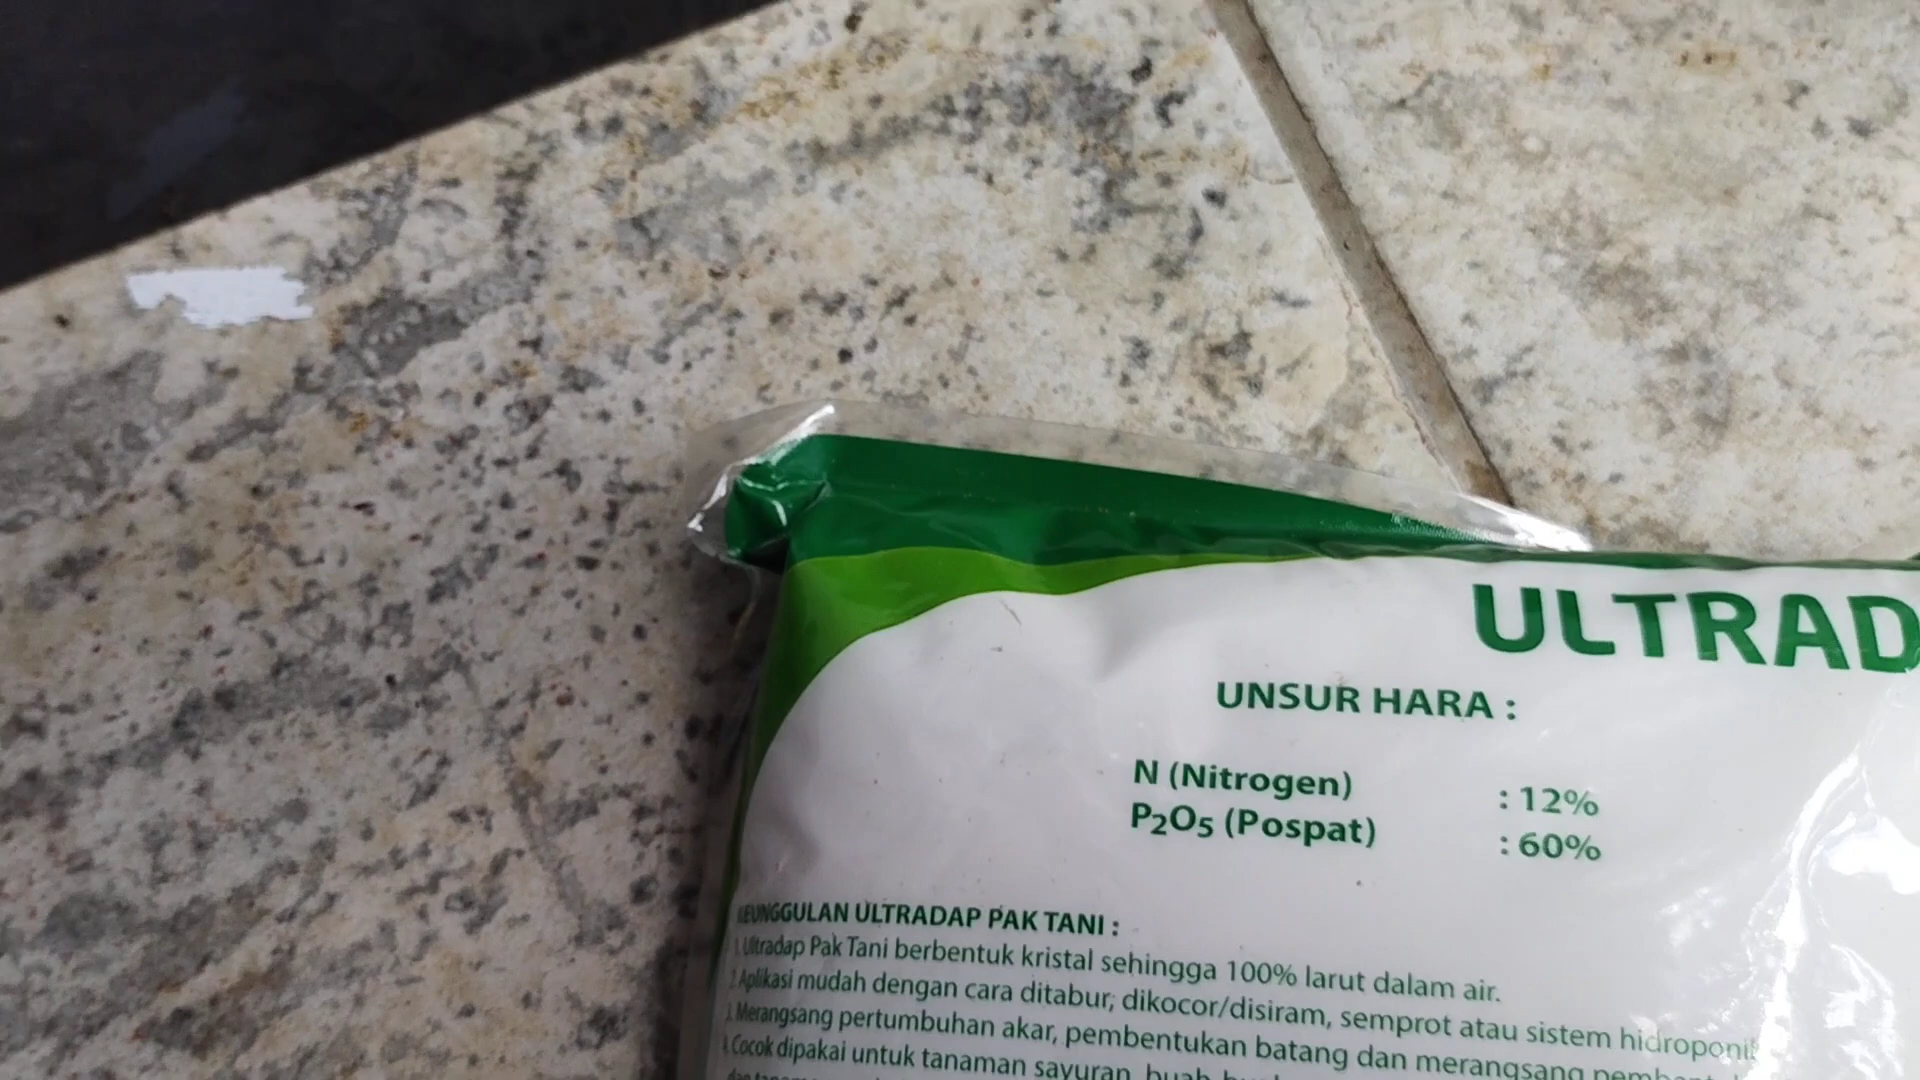 ULTRAD
UNSUR HARA :
N (Nitrogen) : 12%
P2O5 (Pospat) : 60%
KEUNGGULAN ULTRADAP PAK TANI :
1. Ultradap Pak Tani berbentuk kristal sehingga 100% larut dalam air.
2. Aplikasi mudah dengan cara ditabur, dikocor/disiram, semprot atau sistem hidroponik
3. Merangsang pertumbuhan akar, pembentukan batang dan merangsang
4. Cocok dipakai untuk tanaman sayuran,